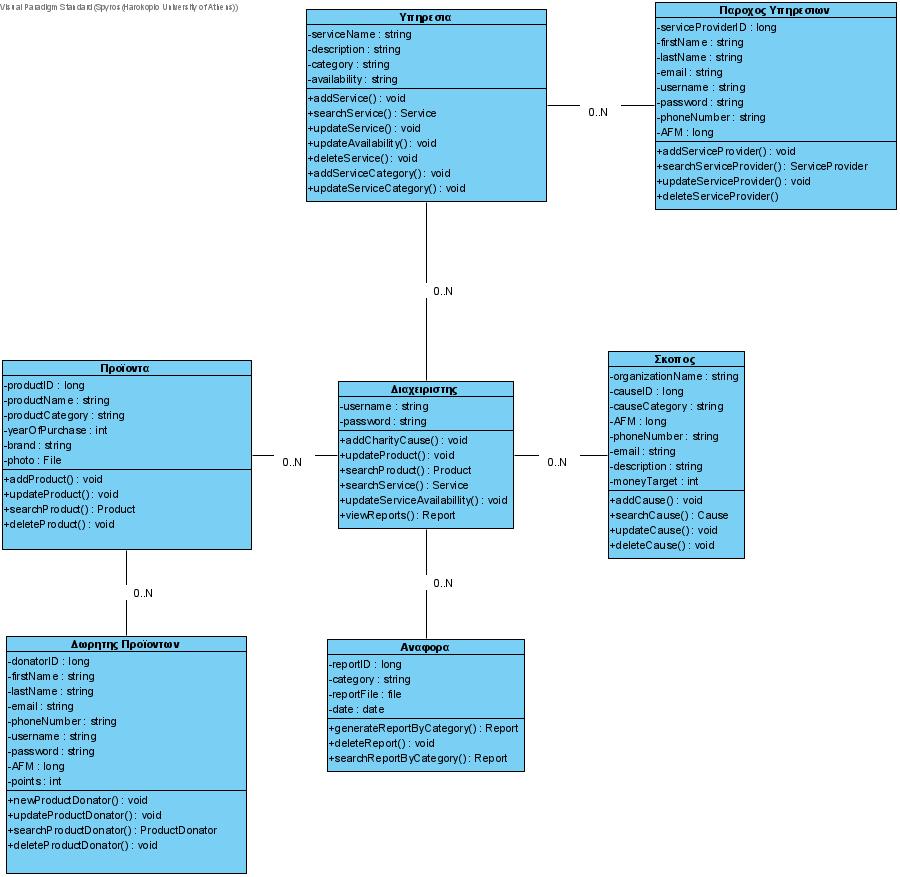 Visual Paradigm Standard (Spyros (Harokopio University of Athens))
Υπηρεσια
-serviceName : string
-description : string
-category : string
-availability : string
+addService() : void
+searchService() : Service
+updateService() : void
+updateAvailability() : void
+deleteService() : void
+addServiceCategory() : void
+updateServiceCategory() : void
0..N
Παροχος Υπηρεσιων
-serviceProviderID : long
-firstName : string
-lastName : string
-email : string
-username : string
-password : string
-phoneNumber : string
-AFM : long
+addServiceProvider() : void
+searchServiceProvider() : ServiceProvider
+updateServiceProvider() : void
+deleteServiceProvider()
0..N
Προϊοντα
-productID : long
-productName : string
-productCategory : string
-yearOfPurchase : int
-brand : string
-photo : File
+addProduct() : void
+updateProduct() : void
+searchProduct() : Product
+deleteProduct() : void
0..N
Διαχειριστης
-username : string
-password : string
+addCharityCause() : void
+updateProduct() : void
+searchProduct() : Product
+searchService() : Service
+updateServiceAvailabillity() : void
+viewReports() : Report
0..N
Σκοπος
-organizationName : string
-causeID : long
-causeCategory : string
-AFM : long
-phoneNumber : string
-email : string
-description : string
-moneyTarget : int
+addCause() : void
+searchCause() : Cause
+updateCause() : void
+deleteCause() : void
0..N
0..N
Δωρητης Προϊοντων
-donatorID : long
-firstName : string
-lastName : string
-email : string
-phoneNumber : string
-username : string
-password : string
-AFM : long
-points : int
+newProductDonator() : void
+updateProductDonator() : void
+searchProductDonator() : ProductDonator
+deleteProductDonator() : void
Αναφορα
-reportID : long
-category : string
-reportFile : file
-date : date
+generateReportByCategory() : Report
+deleteReport() : void
+searchReportByCategory() : Report